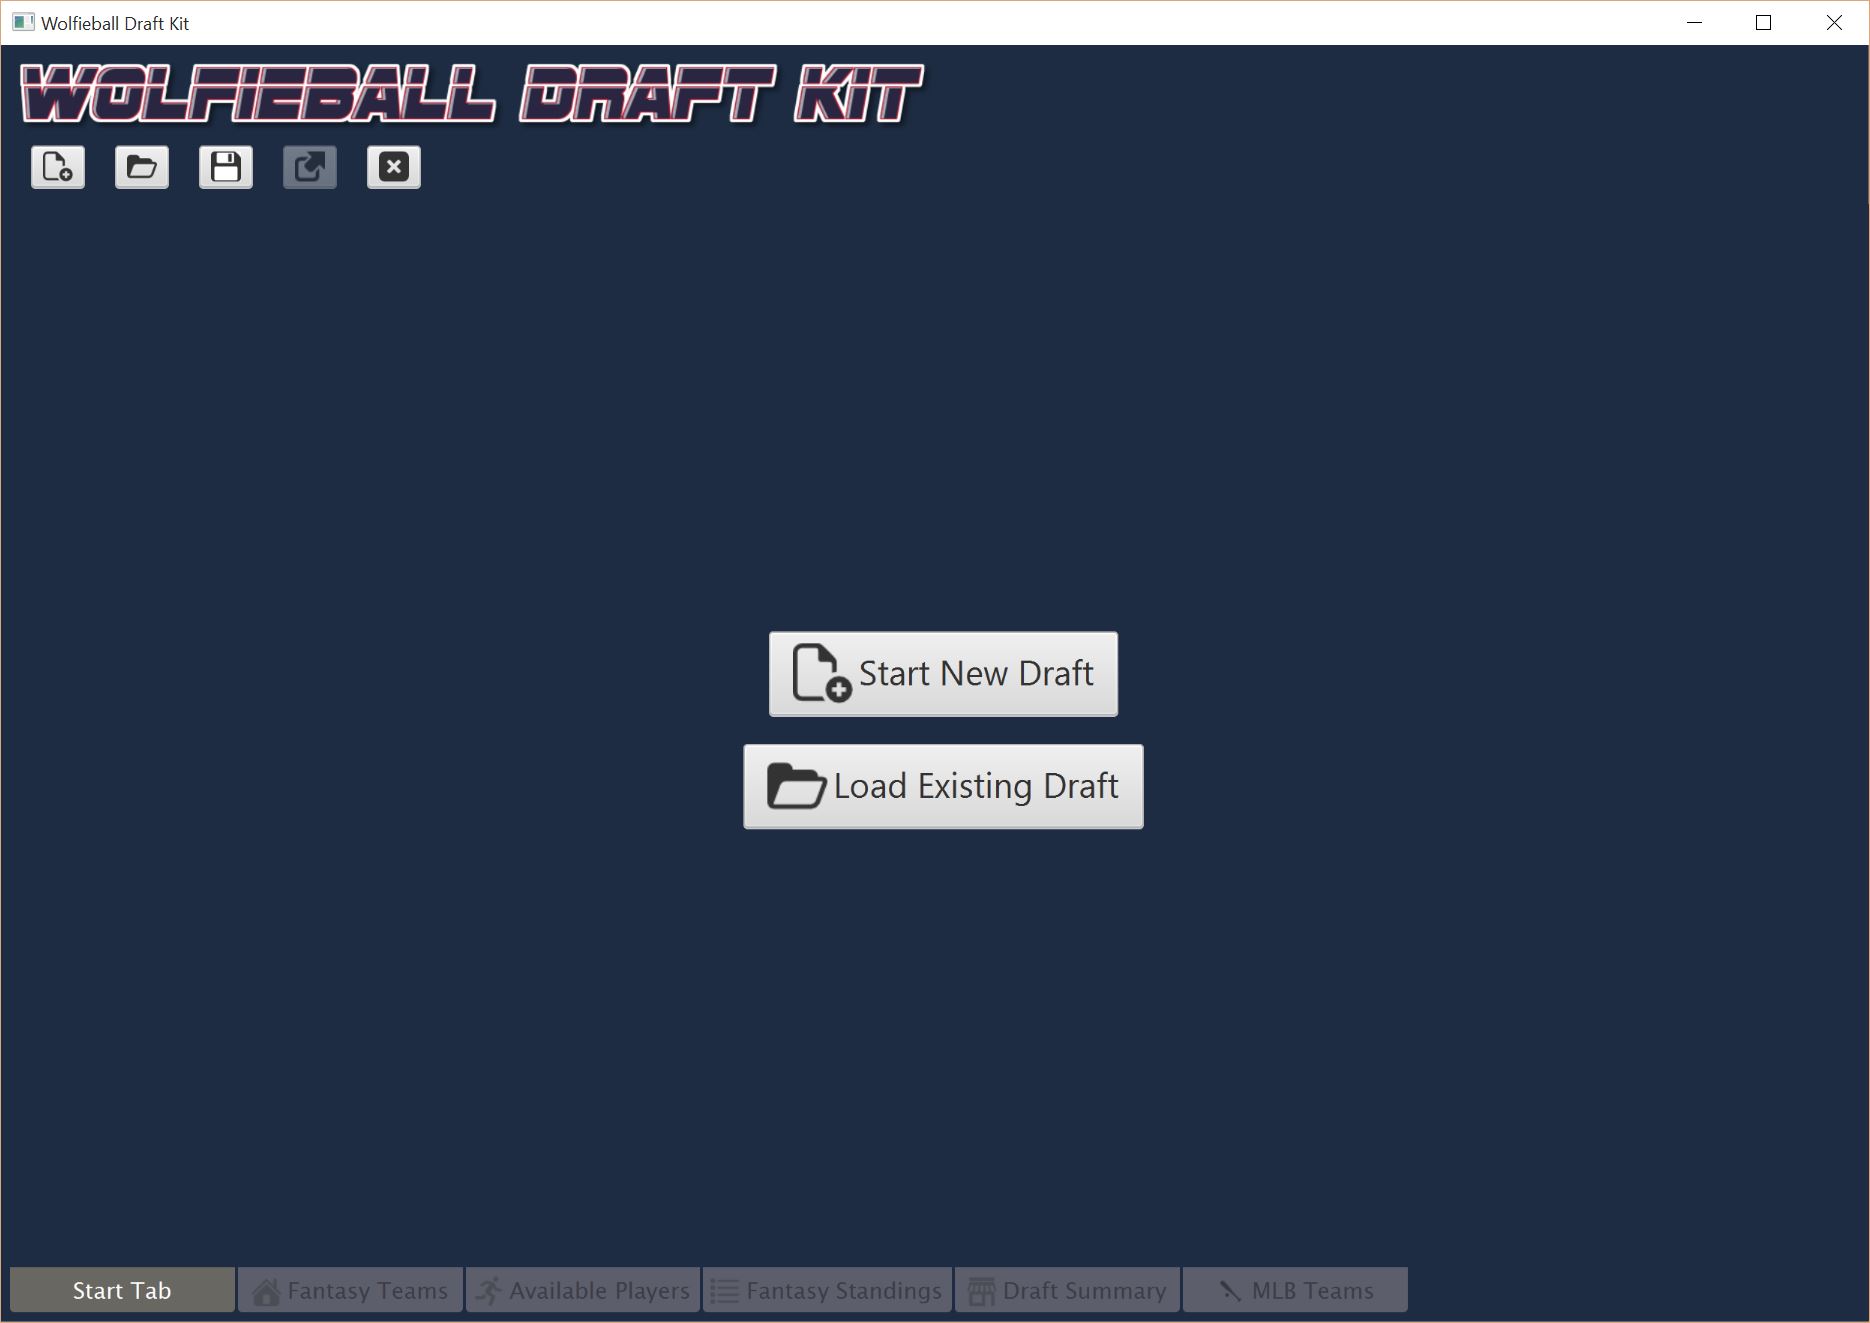 Wolfieball Draft Kit
WOLFIEBALL DRAFT KIT
Start New Draft
Load Existing Draft
Start Tab
Fantasy Teams
Available Players
Fantasy Standings
Draft Summary
MLB Teams